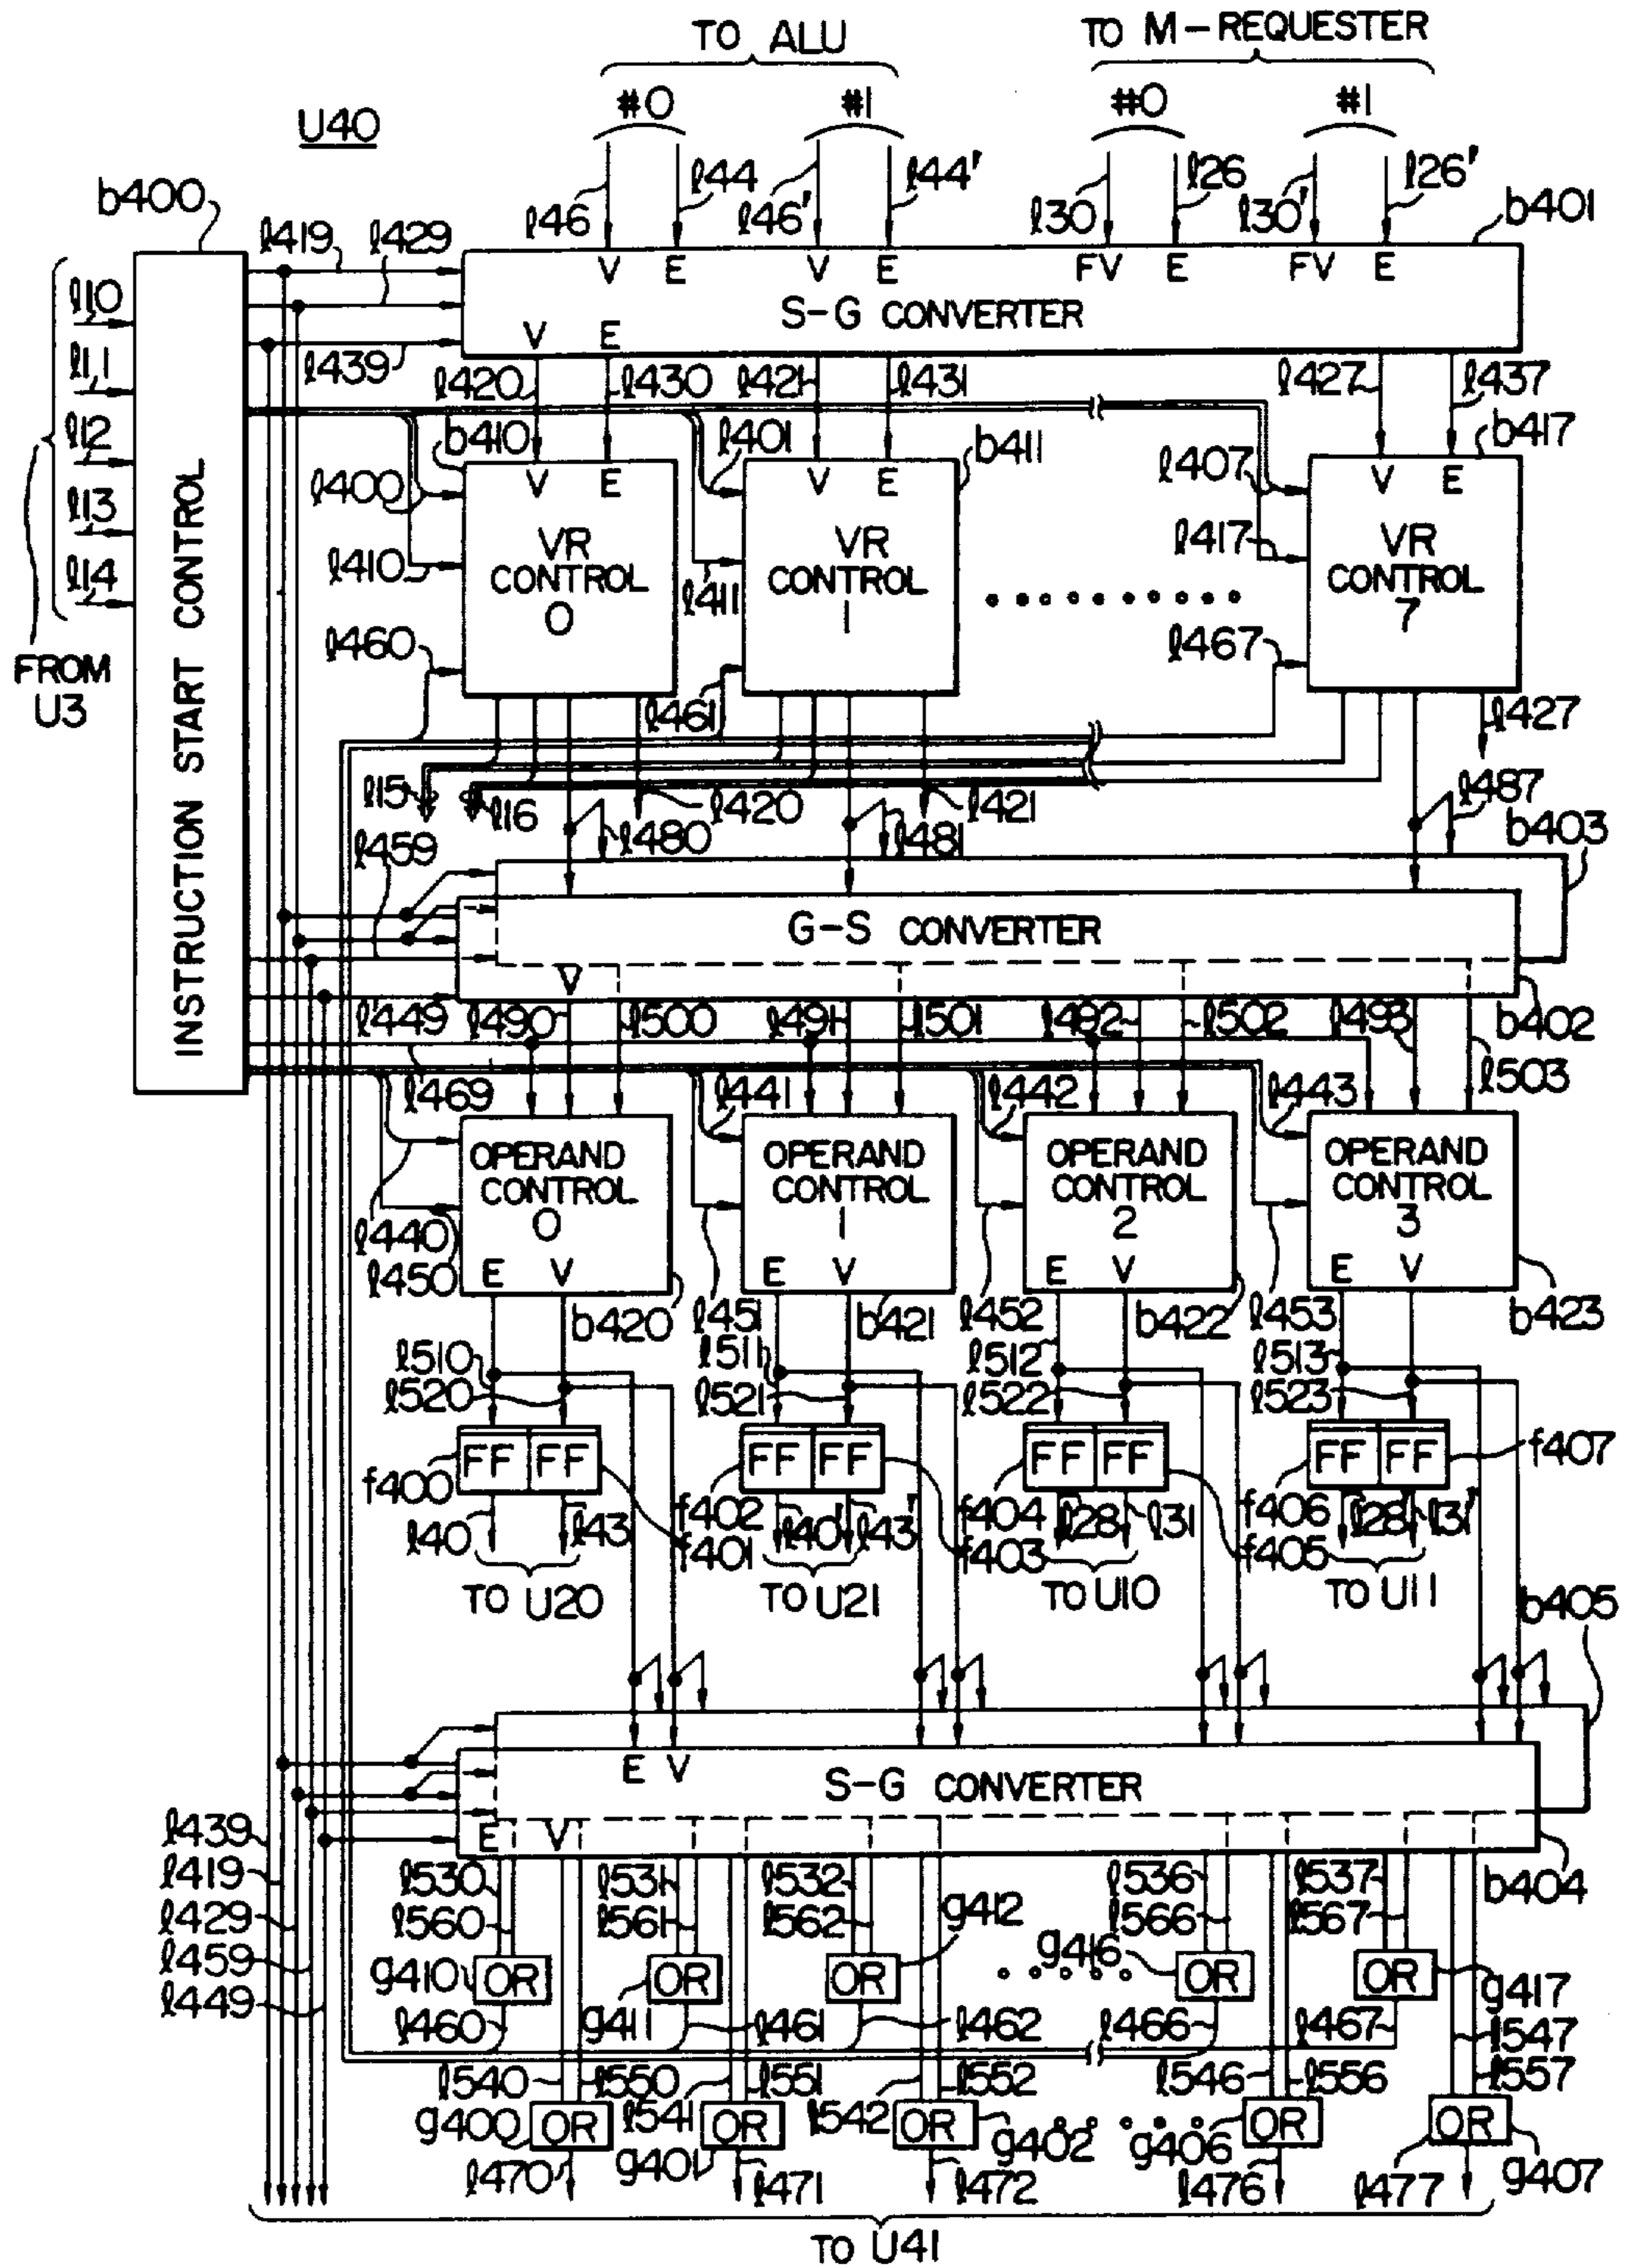 TO ALU
TO M-REQUESTER
#0
#1
#0
#1
U40
b400
ℓ46
ℓ44
ℓ46'
ℓ44'
ℓ30
ℓ26
ℓ30'
ℓ26'
b401
ℓ419
ℓ429
ℓ439
V E V E FV E FV E
S-G CONVERTER
V E
ℓ10
ℓ11
ℓ12
ℓ13
ℓ14
FROM
U3
INSTRUCTION START CONTROL
ℓ420
ℓ430
ℓ421
ℓ431
ℓ427
ℓ437
b410
ℓ401
b411
ℓ407
b417
ℓ400
ℓ410
ℓ411
ℓ417
V E
VR
CONTROL
0
V E
VR
CONTROL
1
V E
VR
CONTROL
7
ℓ460
ℓ461
ℓ467
ℓ427
ℓ15
ℓ16
ℓ420
ℓ421
ℓ480
ℓ481
ℓ487
b403
ℓ459
G-S CONVERTER
V
ℓ449
ℓ490
ℓ500
ℓ491
ℓ501
ℓ492
ℓ502
ℓ493
b402
ℓ503
ℓ469
ℓ441
ℓ442
ℓ443
OPERAND
CONTROL
0
E V
OPERAND
CONTROL
1
E V
OPERAND
CONTROL
2
E V
OPERAND
CONTROL
3
E V
ℓ440
ℓ450
b420
ℓ451
b421
ℓ452
b422
ℓ453
b423
ℓ510
ℓ520
ℓ511
ℓ521
ℓ512
ℓ522
ℓ513
ℓ523
FF FF
FF FF
FF FF
FF FF
f400
f401
f402
f403
f404
f405
f406
f407
ℓ40
ℓ43
ℓ40'
ℓ43'
ℓ28
ℓ31
ℓ28'
ℓ31'
TO U20
TO U21
TO U10
TO U11
b405
E V
S-G CONVERTER
E V
b404
ℓ439
ℓ419
ℓ429
ℓ459
ℓ449
ℓ530
ℓ560
ℓ531
ℓ561
ℓ532
ℓ562
ℓ536
ℓ566
ℓ537
ℓ567
g410
OR
g411
OR
g412
OR
g416
OR
g417
OR
ℓ460
ℓ461
ℓ462
ℓ466
ℓ467
ℓ547
ℓ557
ℓ540
ℓ550
ℓ541
ℓ551
ℓ542
ℓ552
ℓ546
ℓ556
g400
OR
g401
OR
g402
OR
g406
OR
g407
OR
ℓ470
ℓ471
ℓ472
ℓ476
ℓ477
TO U41